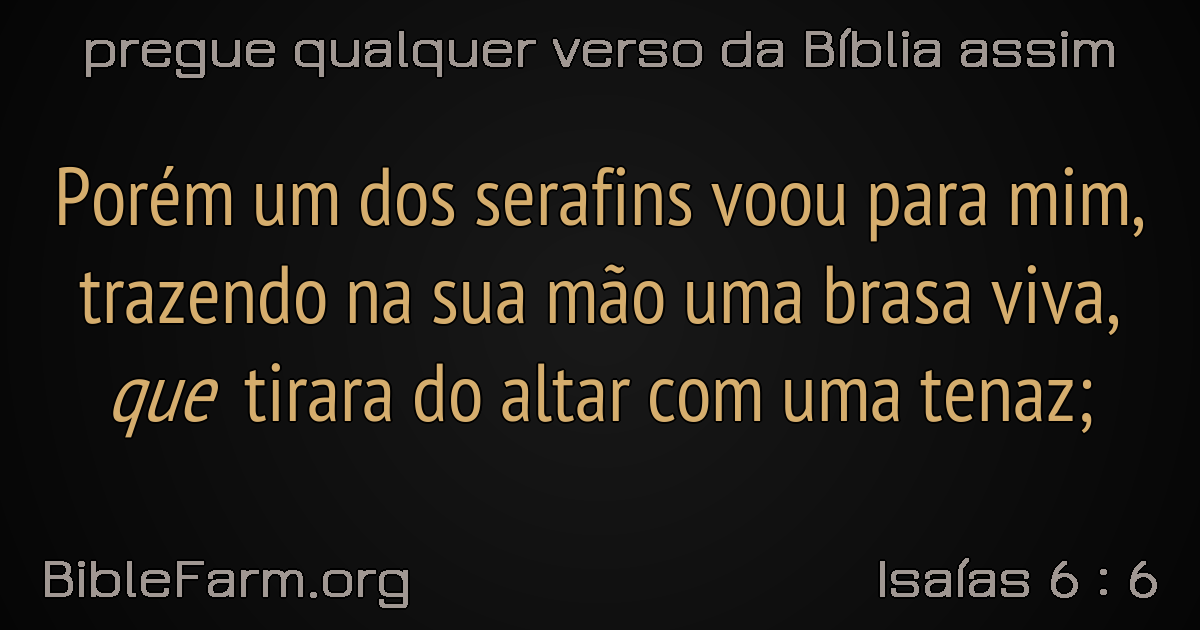 pregue qualquer verso da Bíblia assim
Porém um dos serafins voou para mim,
trazendo na sua mão uma brasa viva,
que tirara do altar com uma tenaz;
BibleFarm.org
Isaías 6 : 6